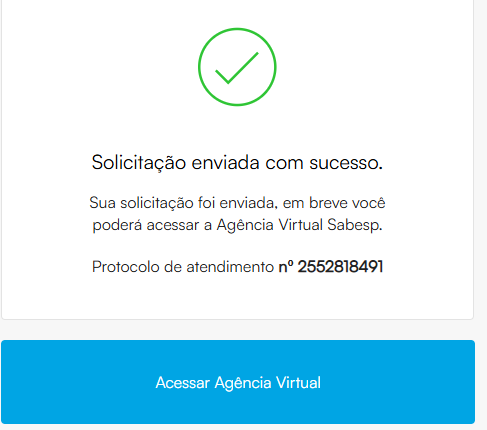 Solicitação enviada com sucesso.
Sua solicitação foi enviada, em breve você
poderá acessar a Agência Virtual Sabesp.
Protocolo de atendimento nº 2552818491
Acessar Agência Virtual